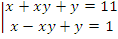 x + xy + y = 11
x − xy + y = 1